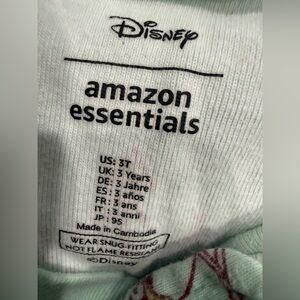 Disney
amazon
essentials
US: 3T
UK: 3 Years
DE: 3 Jahre
ES: 3 años
FR: 3 ans
IT: 3 anni
JP: 95
Made in Cambodia
WEAR SNUG-FITTING
NOT FLAME RESISTANT
©Disney